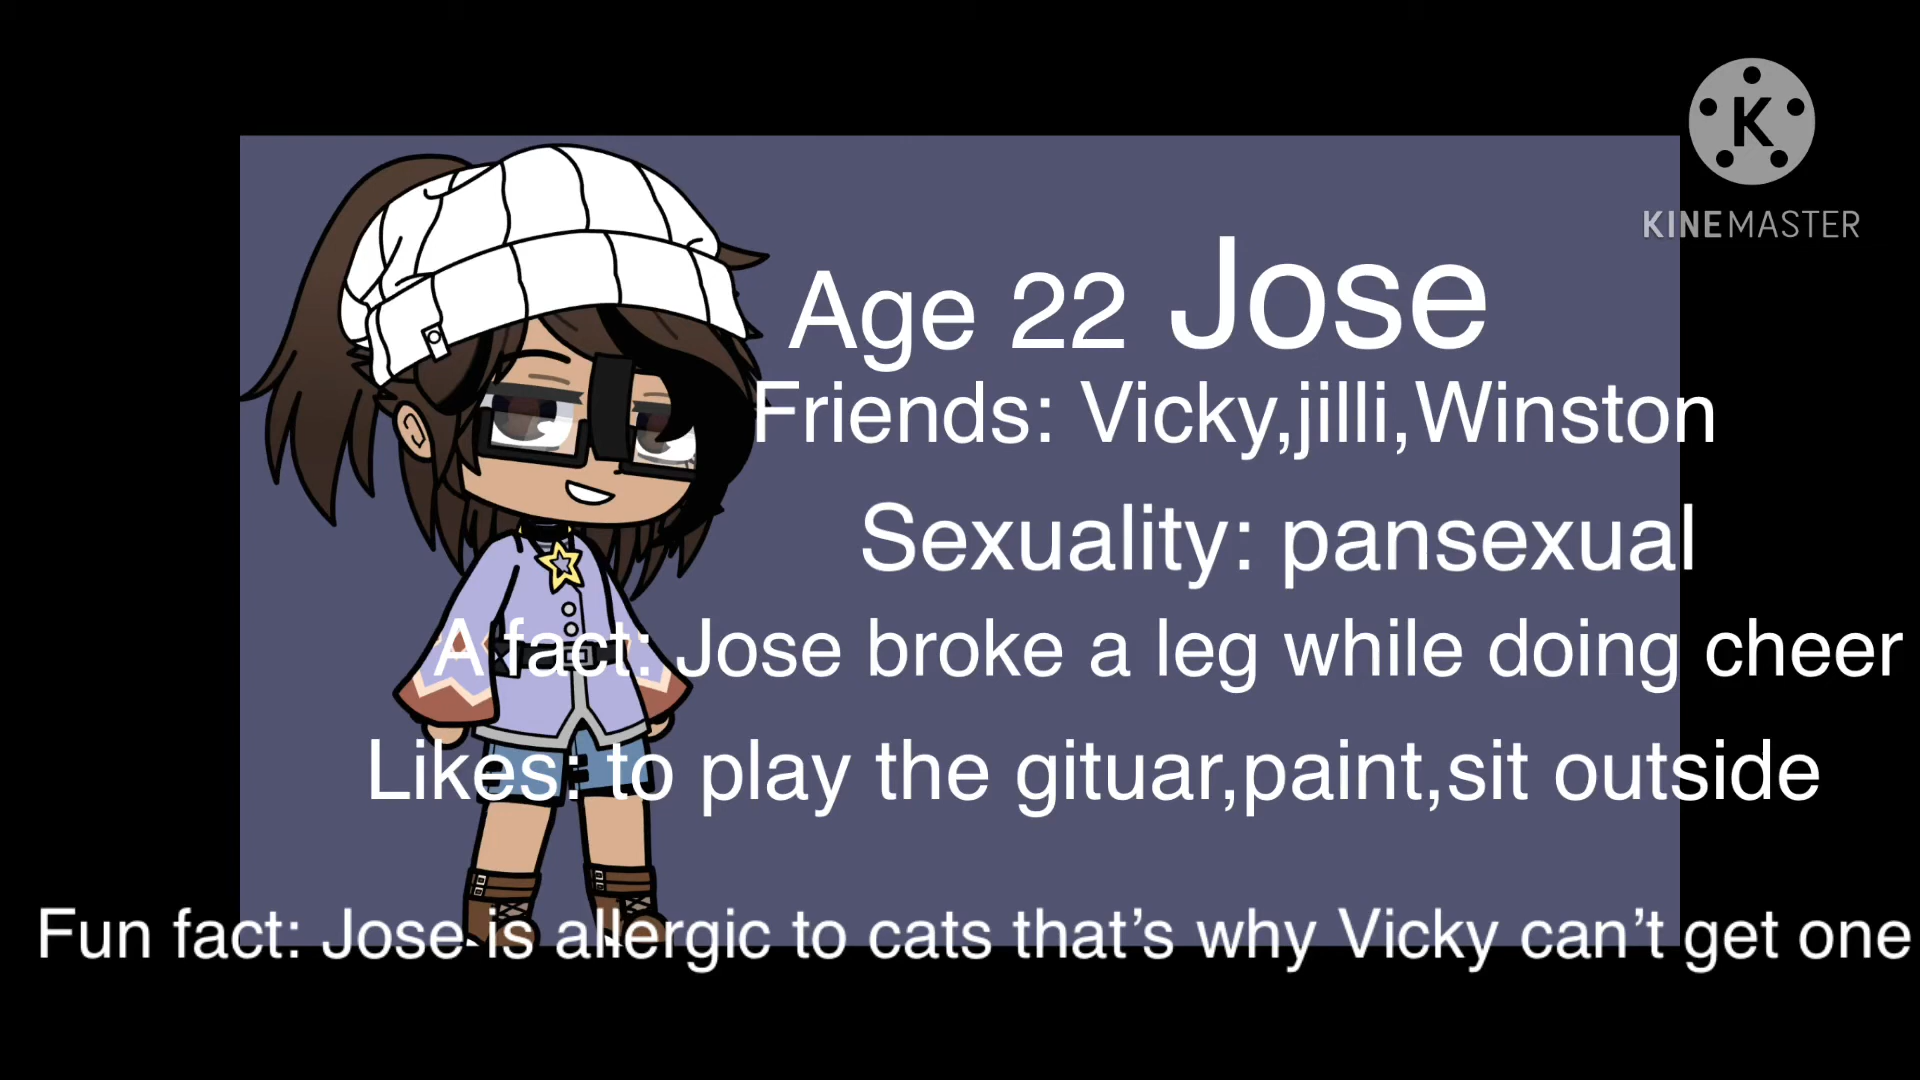 K
KINEMASTER
Age 22 Jose
Friends: Vicky,jilli,Winston
Sexuality: pansexual
A fact: Jose broke a leg while doing cheer
Likes: to play the gituar,paint,sit outside
Fun fact: Jose is allergic to cats that’s why Vicky can’t get one